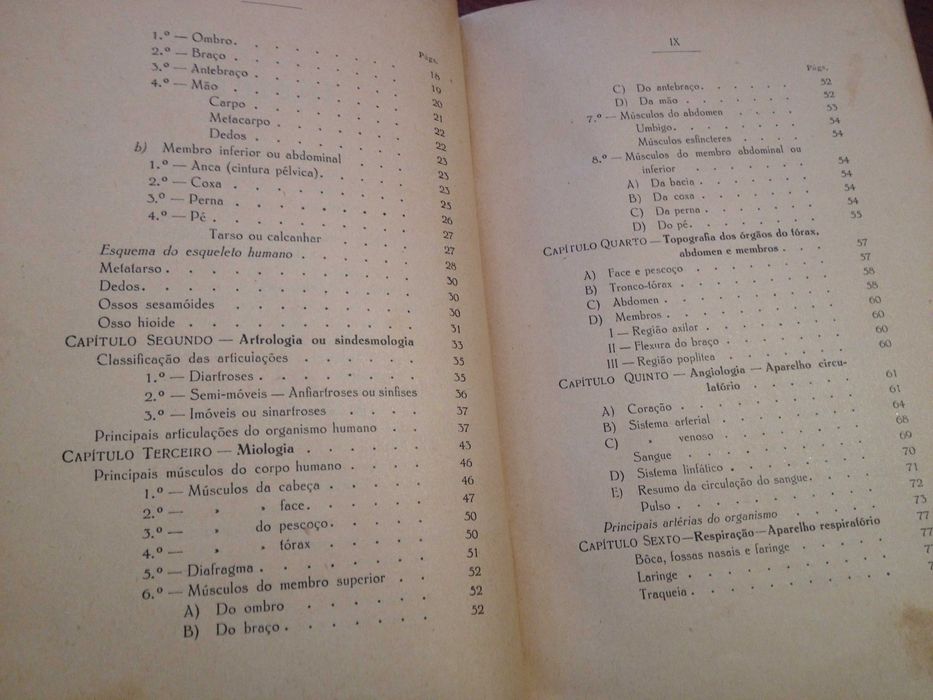 Págs.
1.º — Ombro. . . . . . . . 18
2.º — Braço . . . . . . . . 19
3.º — Antebraço . . . . . . . 20
4.º — Mão . . . . . . . . 21
Carpo . . . . . . . 22
Metacarpo . . . . . . 22
Dedos . . . . . . . 23
b) Membro inferior ou abdominal . . . . 23
1.º — Anca (cintura pélvica). . . . . 23
2.º — Coxa . . . . . . . . 25
3.º — Perna . . . . . . . . 26
4.º — Pé . . . . . . . . 27
Tarso ou calcanhar . . . . 27
Esquema do esqueleto humano . . . . . 28
Metatarso . . . . . . . . . . 30
Dedos. . . . . . . . . . . 30
Ossos sesamóides . . . . . . . . 30
Osso hioide . . . . . . . . . 31
CAPÍTULO SEGUNDO — Artrologia ou sindesmologia 33
Classificação das articulações . . . . . 35
1.º — Diartroses . . . . . . . 35
2.º — Semi-móveis — Anfiartroses ou sínfises 36
3.º — Imóveis ou sinartroses . . . . 37
Principais articulações do organismo humano . . 37
CAPÍTULO TERCEIRO — Miologia . . . . . 43
Principais músculos do corpo humano . . . . 46
1.º — Músculos da cabeça . . . . . 46
2.º — » » face. . . . . . 47
3.º — » do pescoço. . . . . 50
4.º — » » tórax . . . . . 50
5.º — Diafragma . . . . . . . 51
6.º — Músculos do membro superior . . 52
A) Do ombro . . . . . . 52
B) Do braço . . . . . . . 52
IX
Págs.
C) Do antebraço. . . . . . 52
D) Da mão . . . . . . . 52
7.º — Músculos do abdomen . . . . . 53
Umbigo. . . . . . . . 54
Músculos esfincteres . . . . 54
8.º — Músculos do membro abdominal ou
inferior . . . . . . . . 54
A) Da bacia . . . . . . . 54
B) Da coxa . . . . . . . 54
C) Da perna . . . . . . . 54
D) Do pé. . . . . . . . 55
CAPÍTULO QUARTO — Topografia dos órgãos do tórax,
abdomen e membros . . . . 57
A) Face e pescoço . . . . . . 57
B) Tronco-tórax . . . . . . . 58
C) Abdomen . . . . . . . . 58
D) Membros . . . . . . . . 60
I — Região axilar . . . . . . 60
II — Flexura do braço . . . . . 60
III — Região poplítea . . . . . 60
CAPÍTULO QUINTO — Angiologia — Aparelho circu-
latório . . . . . . . 61
A) Coração . . . . . . . . 61
B) Sistema arterial . . . . . . 64
C) » venoso . . . . . . 68
Sangue . . . . . . . . 69
D) Sistema linfático . . . . . . 70
E) Resumo da circulação do sangue. . . 71
Pulso . . . . . . . . 72
Principais artérias do organismo . . . . 73
CAPÍTULO SEXTO — Respiração — Aparelho respiratório 77
Bôca, fossas nasais e faringe . . . . 77
Laringe . . . . . . . . . 7
Traqueia . . . . . . . . .